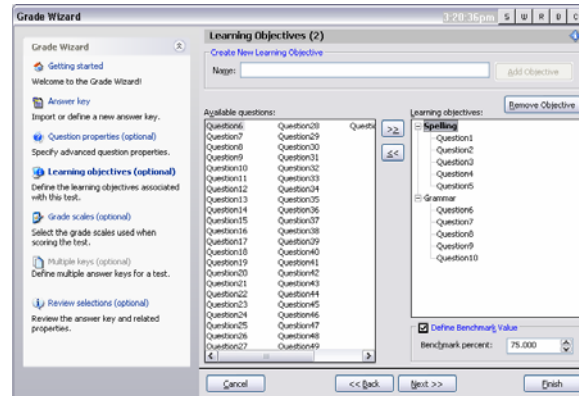 Grade Wizard
3:20:36pm S W R D C
Grade Wizard
Getting started
Welcome to the Grade Wizard!
Answer key
Import or define a new answer key.
Question properties (optional)
Specify advanced question properties.
Learning objectives (optional)
Define the learning objectives associated
with this test.
Grade scales (optional)
Select the grade scales used when
scoring the test.
Multiple keys (optional)
Define multiple answer keys for a test.
Review selections (optional)
Review the answer key and related
properties.
Learning Objectives (2)
Create New Learning Objective
Name:
Add Objective
Available questions:
Question6 Question28 Questi
Question7 Question29
Question8 Question30
Question9 Question31
Question10 Question32
Question11 Question33
Question12 Question34
Question13 Question35
Question14 Question36
Question15 Question37
Question16 Question38
Question17 Question39
Question18 Question40
Question19 Question41
Question20 Question42
Question21 Question43
Question22 Question44
Question23 Question45
Question24 Question46
Question25 Question47
Question26 Question48
Question27 Question49
>>
<<
Remove Objective
Learning objectives:
Spelling
Question1
Question2
Question3
Question4
Question5
Grammar
Question6
Question7
Question8
Question9
Question10
Define Benchmark Value
Benchmark percent: 75.000
Cancel
<< Back
Next >>
Finish